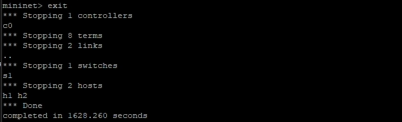 mininet> exit
*** Stopping 1 controllers
c0
*** Stopping 8 terms
*** Stopping 2 links
..
*** Stopping 1 switches
s1
*** Stopping 2 hosts
h1 h2
*** Done
completed in 1628.260 seconds